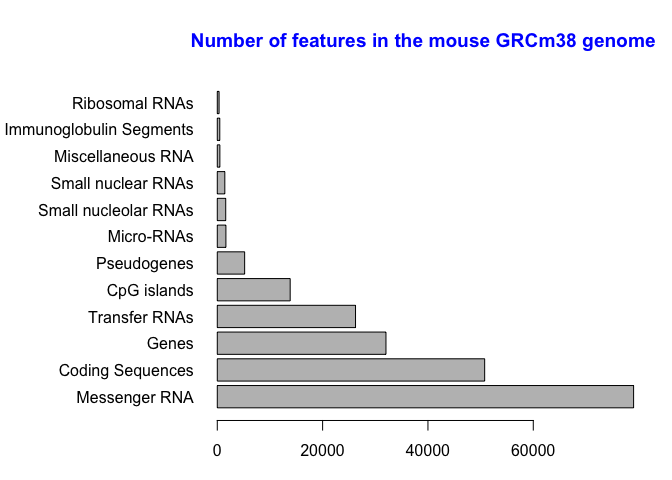 Number of features in the mouse GRCm38 genome
Ribosomal RNAs
Immunoglobulin Segments
Miscellaneous RNA
Small nuclear RNAs
Small nucleolar RNAs
Micro-RNAs
Pseudogenes
CpG islands
Transfer RNAs
Genes
Coding Sequences
Messenger RNA
0 20000 40000 60000